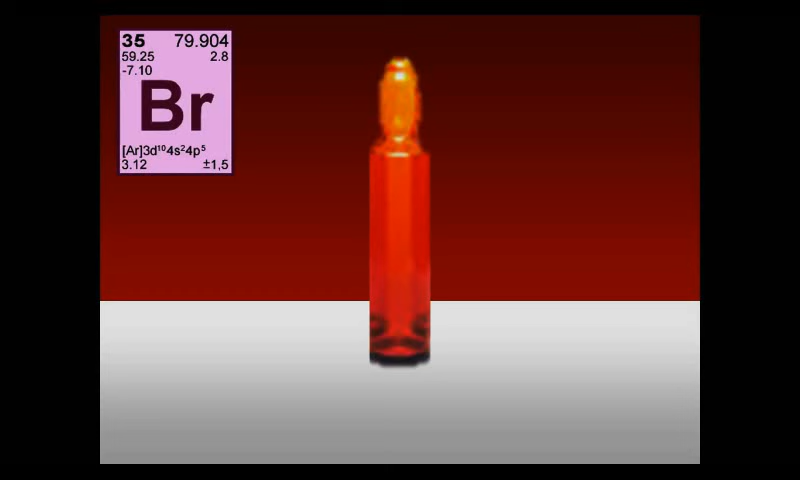 35 79.904
59.25 2.8
-7.10
Br
[Ar]3d¹⁰4s²4p⁵
3.12 ±1,5